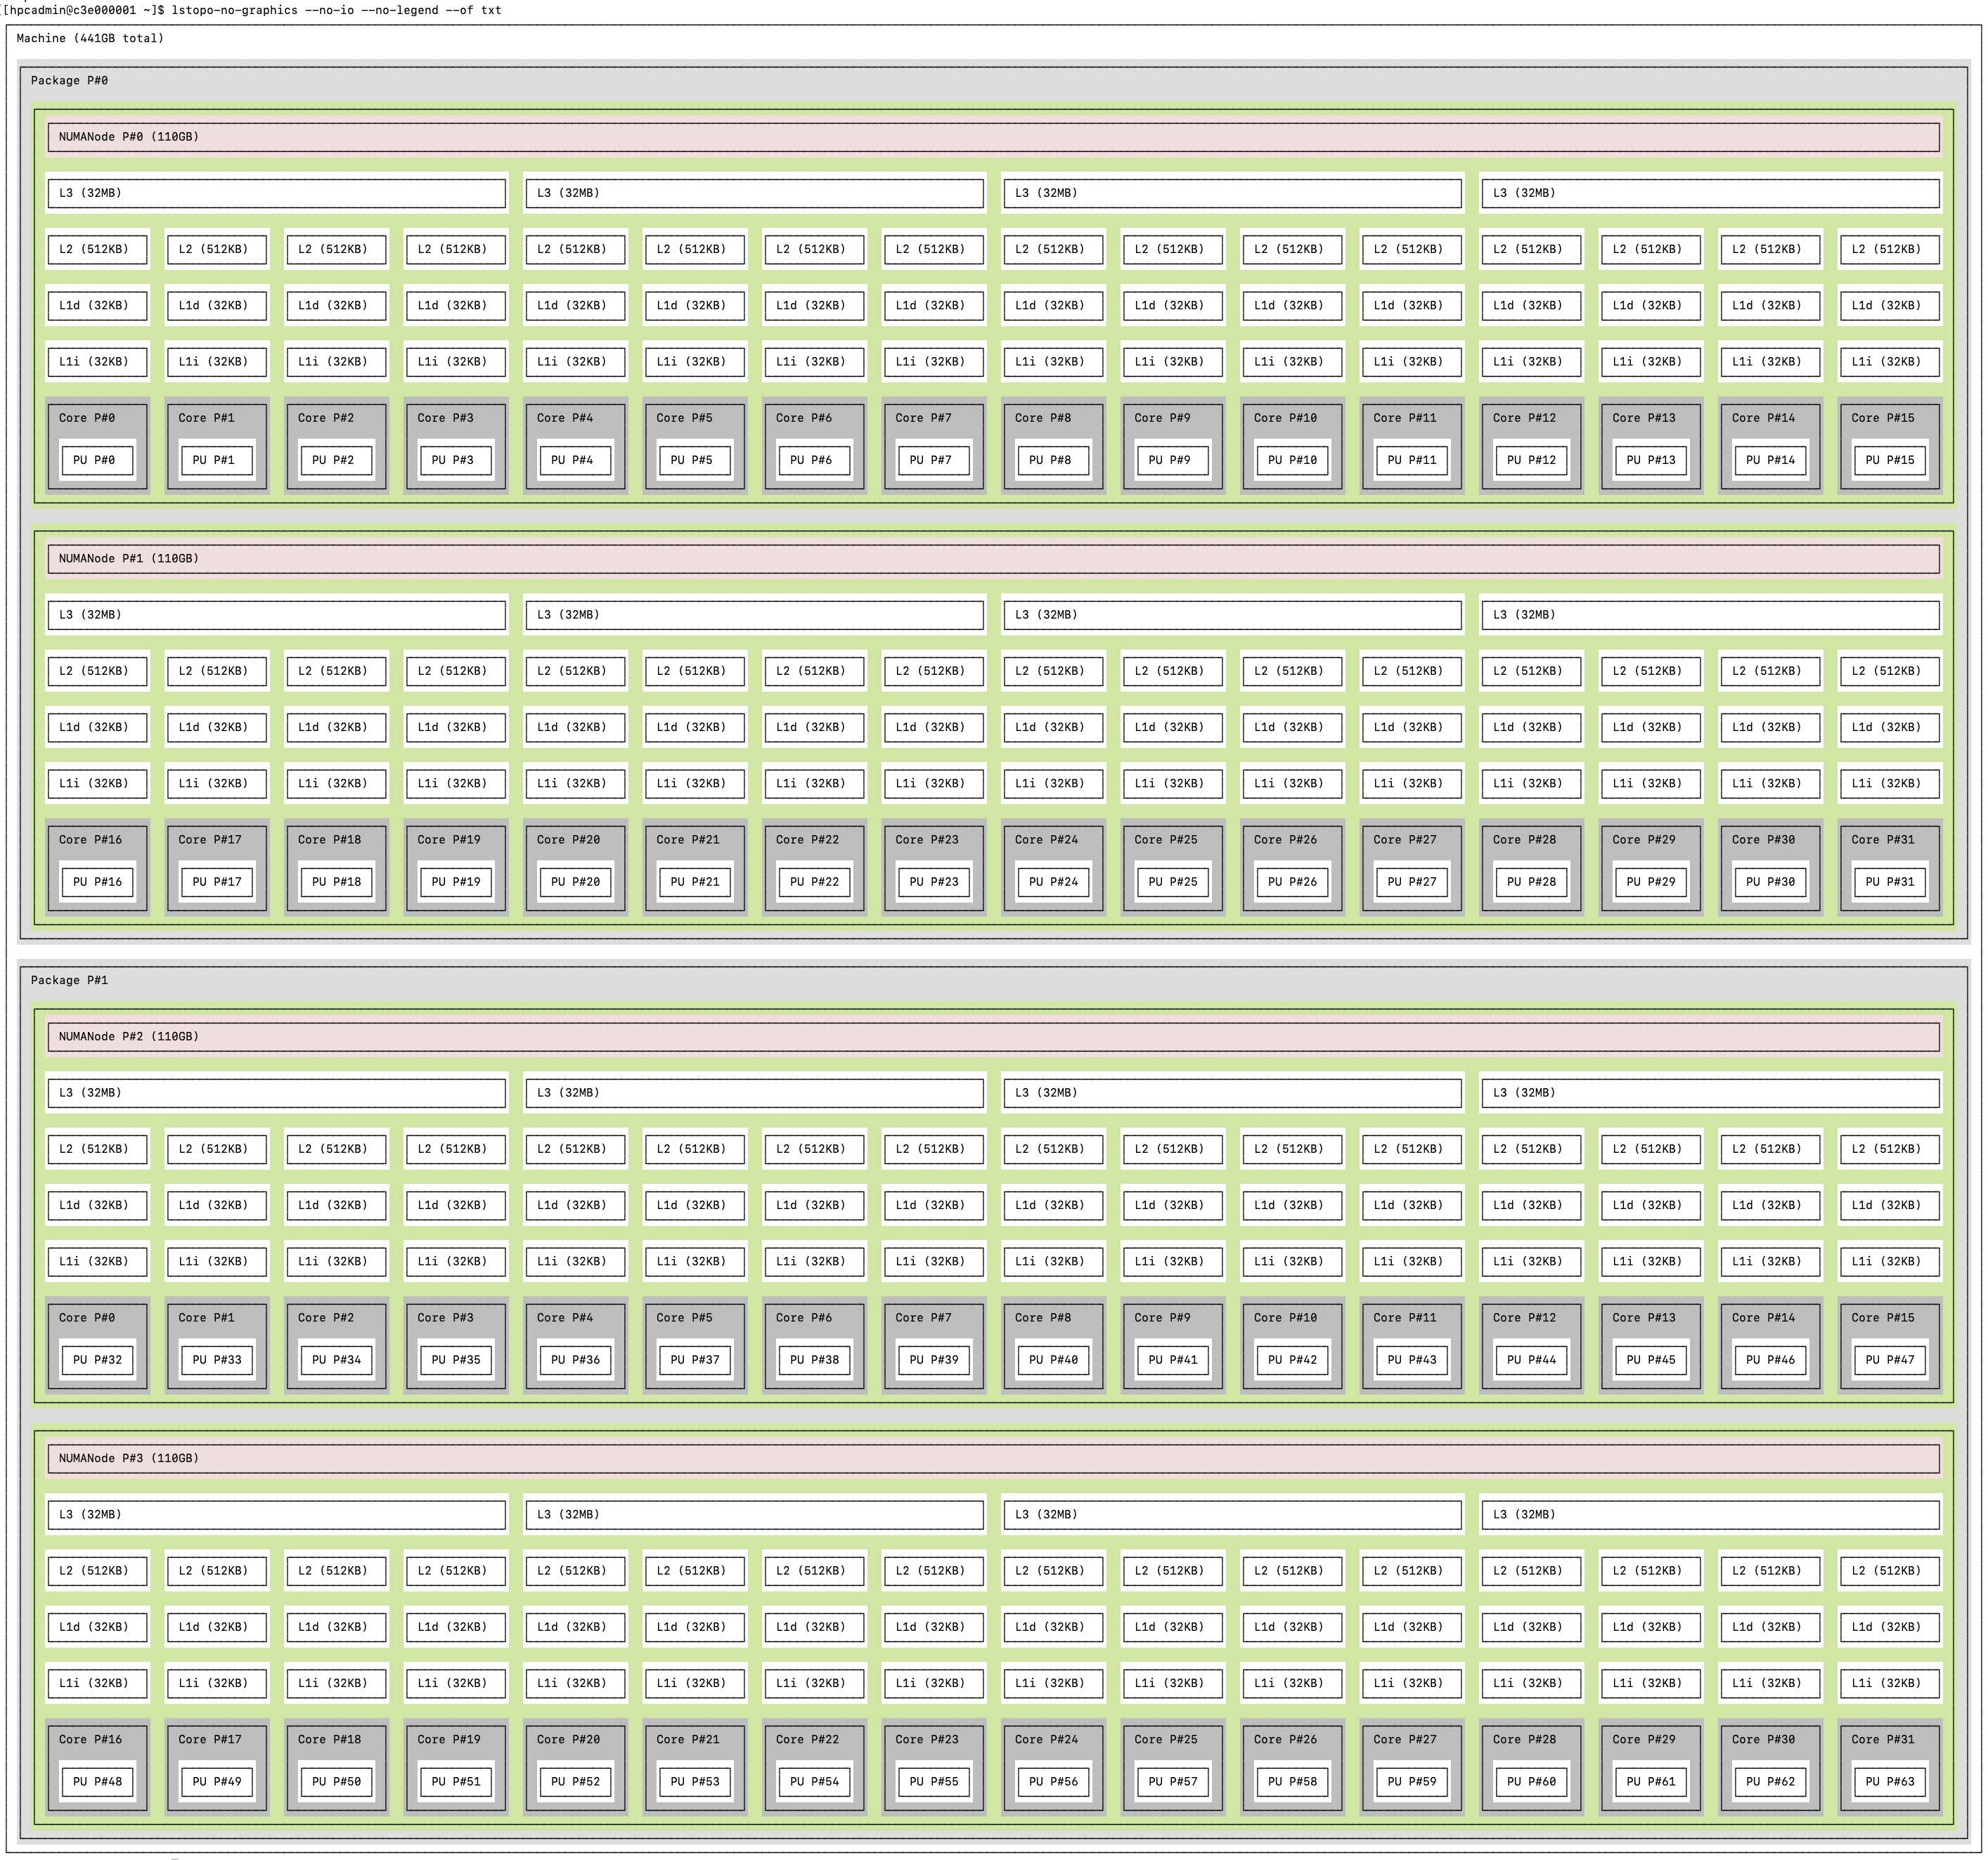 [[hpcadmin@c3e000001 ~]$ lstopo-no-graphics --no-io --no-legend --of txt
Machine (441GB total)
Package P#0
NUMANode P#0 (110GB)
L3 (32MB) L3 (32MB) L3 (32MB) L3 (32MB)
L2 (512KB) L2 (512KB) L2 (512KB) L2 (512KB) L2 (512KB) L2 (512KB) L2 (512KB) L2 (512KB) L2 (512KB) L2 (512KB) L2 (512KB) L2 (512KB) L2 (512KB) L2 (512KB) L2 (512KB) L2 (512KB)
L1d (32KB) L1d (32KB) L1d (32KB) L1d (32KB) L1d (32KB) L1d (32KB) L1d (32KB) L1d (32KB) L1d (32KB) L1d (32KB) L1d (32KB) L1d (32KB) L1d (32KB) L1d (32KB) L1d (32KB) L1d (32KB)
L1i (32KB) L1i (32KB) L1i (32KB) L1i (32KB) L1i (32KB) L1i (32KB) L1i (32KB) L1i (32KB) L1i (32KB) L1i (32KB) L1i (32KB) L1i (32KB) L1i (32KB) L1i (32KB) L1i (32KB) L1i (32KB)
Core P#0 Core P#1 Core P#2 Core P#3 Core P#4 Core P#5 Core P#6 Core P#7 Core P#8 Core P#9 Core P#10 Core P#11 Core P#12 Core P#13 Core P#14 Core P#15
PU P#0 PU P#1 PU P#2 PU P#3 PU P#4 PU P#5 PU P#6 PU P#7 PU P#8 PU P#9 PU P#10 PU P#11 PU P#12 PU P#13 PU P#14 PU P#15
NUMANode P#1 (110GB)
L3 (32MB) L3 (32MB) L3 (32MB) L3 (32MB)
L2 (512KB) L2 (512KB) L2 (512KB) L2 (512KB) L2 (512KB) L2 (512KB) L2 (512KB) L2 (512KB) L2 (512KB) L2 (512KB) L2 (512KB) L2 (512KB) L2 (512KB) L2 (512KB) L2 (512KB) L2 (512KB)
L1d (32KB) L1d (32KB) L1d (32KB) L1d (32KB) L1d (32KB) L1d (32KB) L1d (32KB) L1d (32KB) L1d (32KB) L1d (32KB) L1d (32KB) L1d (32KB) L1d (32KB) L1d (32KB) L1d (32KB) L1d (32KB)
L1i (32KB) L1i (32KB) L1i (32KB) L1i (32KB) L1i (32KB) L1i (32KB) L1i (32KB) L1i (32KB) L1i (32KB) L1i (32KB) L1i (32KB) L1i (32KB) L1i (32KB) L1i (32KB) L1i (32KB) L1i (32KB)
Core P#16 Core P#17 Core P#18 Core P#19 Core P#20 Core P#21 Core P#22 Core P#23 Core P#24 Core P#25 Core P#26 Core P#27 Core P#28 Core P#29 Core P#30 Core P#31
PU P#16 PU P#17 PU P#18 PU P#19 PU P#20 PU P#21 PU P#22 PU P#23 PU P#24 PU P#25 PU P#26 PU P#27 PU P#28 PU P#29 PU P#30 PU P#31
Package P#1
NUMANode P#2 (110GB)
L3 (32MB) L3 (32MB) L3 (32MB) L3 (32MB)
L2 (512KB) L2 (512KB) L2 (512KB) L2 (512KB) L2 (512KB) L2 (512KB) L2 (512KB) L2 (512KB) L2 (512KB) L2 (512KB) L2 (512KB) L2 (512KB) L2 (512KB) L2 (512KB) L2 (512KB) L2 (512KB)
L1d (32KB) L1d (32KB) L1d (32KB) L1d (32KB) L1d (32KB) L1d (32KB) L1d (32KB) L1d (32KB) L1d (32KB) L1d (32KB) L1d (32KB) L1d (32KB) L1d (32KB) L1d (32KB) L1d (32KB) L1d (32KB)
L1i (32KB) L1i (32KB) L1i (32KB) L1i (32KB) L1i (32KB) L1i (32KB) L1i (32KB) L1i (32KB) L1i (32KB) L1i (32KB) L1i (32KB) L1i (32KB) L1i (32KB) L1i (32KB) L1i (32KB) L1i (32KB)
Core P#0 Core P#1 Core P#2 Core P#3 Core P#4 Core P#5 Core P#6 Core P#7 Core P#8 Core P#9 Core P#10 Core P#11 Core P#12 Core P#13 Core P#14 Core P#15
PU P#32 PU P#33 PU P#34 PU P#35 PU P#36 PU P#37 PU P#38 PU P#39 PU P#40 PU P#41 PU P#42 PU P#43 PU P#44 PU P#45 PU P#46 PU P#47
NUMANode P#3 (110GB)
L3 (32MB) L3 (32MB) L3 (32MB) L3 (32MB)
L2 (512KB) L2 (512KB) L2 (512KB) L2 (512KB) L2 (512KB) L2 (512KB) L2 (512KB) L2 (512KB) L2 (512KB) L2 (512KB) L2 (512KB) L2 (512KB) L2 (512KB) L2 (512KB) L2 (512KB) L2 (512KB)
L1d (32KB) L1d (32KB) L1d (32KB) L1d (32KB) L1d (32KB) L1d (32KB) L1d (32KB) L1d (32KB) L1d (32KB) L1d (32KB) L1d (32KB) L1d (32KB) L1d (32KB) L1d (32KB) L1d (32KB) L1d (32KB)
L1i (32KB) L1i (32KB) L1i (32KB) L1i (32KB) L1i (32KB) L1i (32KB) L1i (32KB) L1i (32KB) L1i (32KB) L1i (32KB) L1i (32KB) L1i (32KB) L1i (32KB) L1i (32KB) L1i (32KB) L1i (32KB)
Core P#16 Core P#17 Core P#18 Core P#19 Core P#20 Core P#21 Core P#22 Core P#23 Core P#24 Core P#25 Core P#26 Core P#27 Core P#28 Core P#29 Core P#30 Core P#31
PU P#48 PU P#49 PU P#50 PU P#51 PU P#52 PU P#53 PU P#54 PU P#55 PU P#56 PU P#57 PU P#58 PU P#59 PU P#60 PU P#61 PU P#62 PU P#63